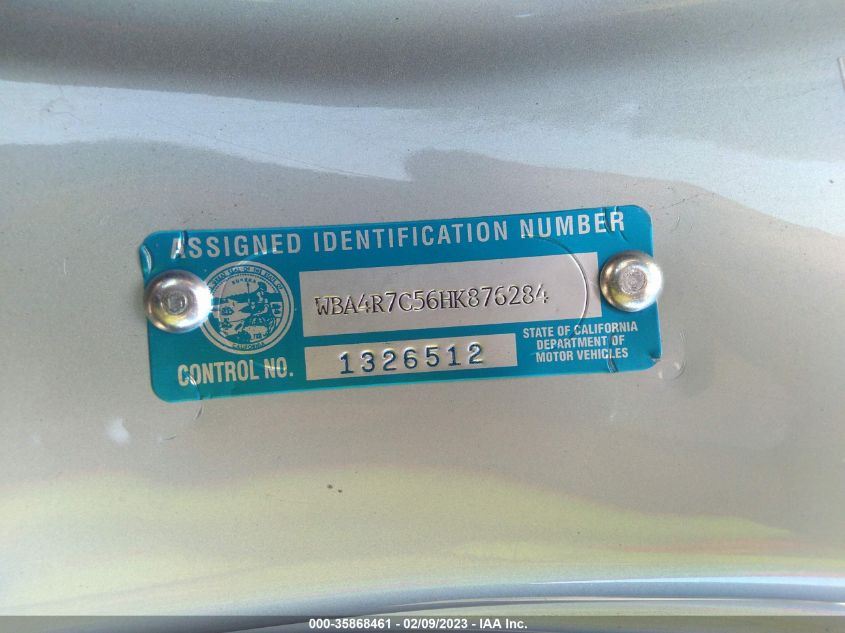 ASSIGNED IDENTIFICATION NUMBER
WBA4R7C56HK876284
CONTROL NO.
1326512
STATE OF CALIFORNIA
DEPARTMENT OF
MOTOR VEHICLES
000-35868461 - 02/09/2023 - IAA Inc.